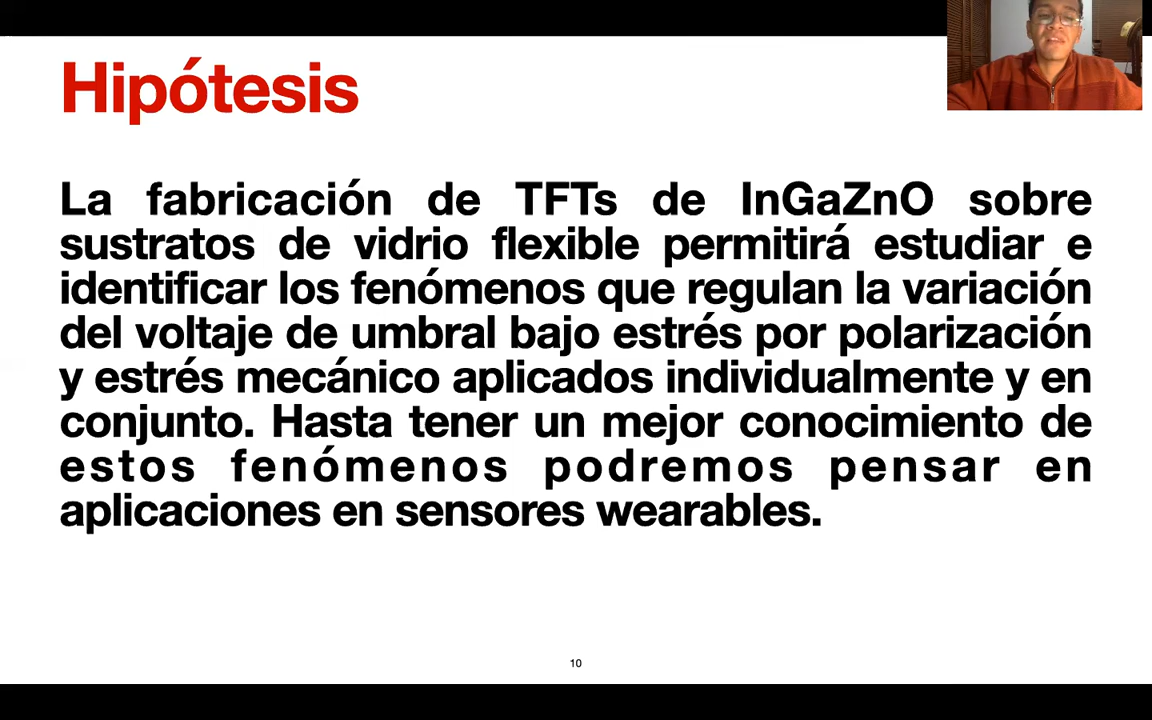 Hipótesis
La fabricación de TFTs de InGaZnO sobre
sustratos de vidrio flexible permitirá estudiar e
identificar los fenómenos que regulan la variación
del voltaje de umbral bajo estrés por polarización
y estrés mecánico aplicados individualmente y en
conjunto. Hasta tener un mejor conocimiento de
estos fenómenos podremos pensar en
aplicaciones en sensores wearables.
10